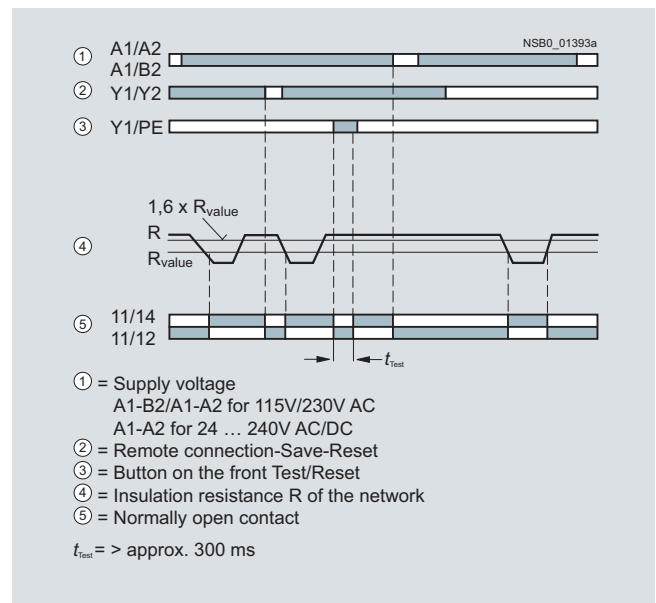 NSB0_01393a
① A1/A2
A1/B2
② Y1/Y2
③ Y1/PE
1,6 x Rvalue
R
④
Rvalue
⑤ 11/14
11/12
tTest
① = Supply voltage
A1-B2/A1-A2 for 115V/230V AC
A1-A2 for 24 … 240V AC/DC
② = Remote connection-Save-Reset
③ = Button on the front Test/Reset
④ = Insulation resistance R of the network
⑤ = Normally open contact
tTest = > approx. 300 ms